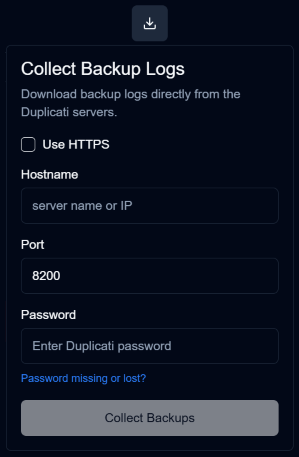 Collect Backup Logs
Download backup logs directly from the
Duplicati servers.
Use HTTPS
Hostname
server name or IP
Port
8200
Password
Enter Duplicati password
Password missing or lost?
Collect Backups